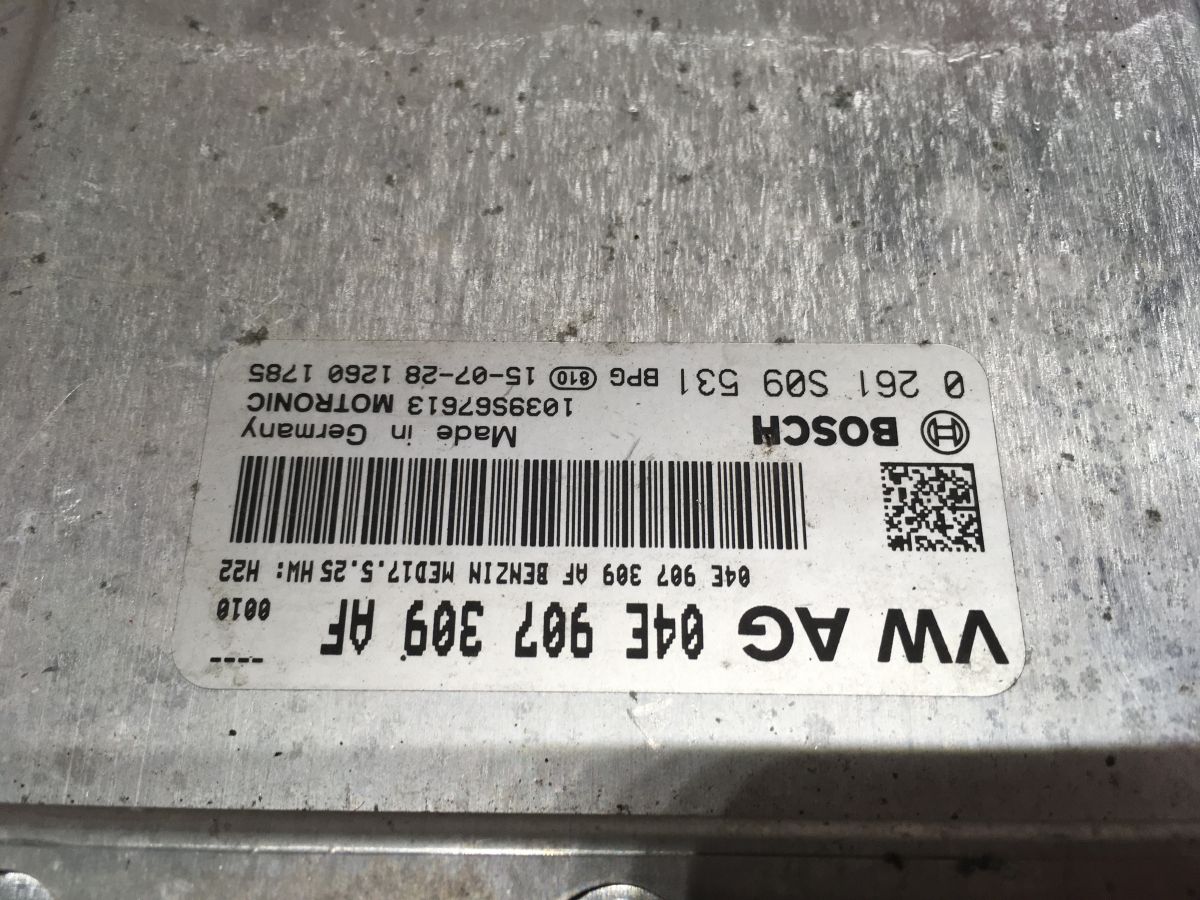 VW AG 04E 907 309 AF
0010
04E 907 309 AF BENZIN MED17.5.25 HW: H22
BOSCH
Made in Germany
1039S67613 MOTRONIC
0 261 S09 531 BPG 810 15-07-28 1260 1785